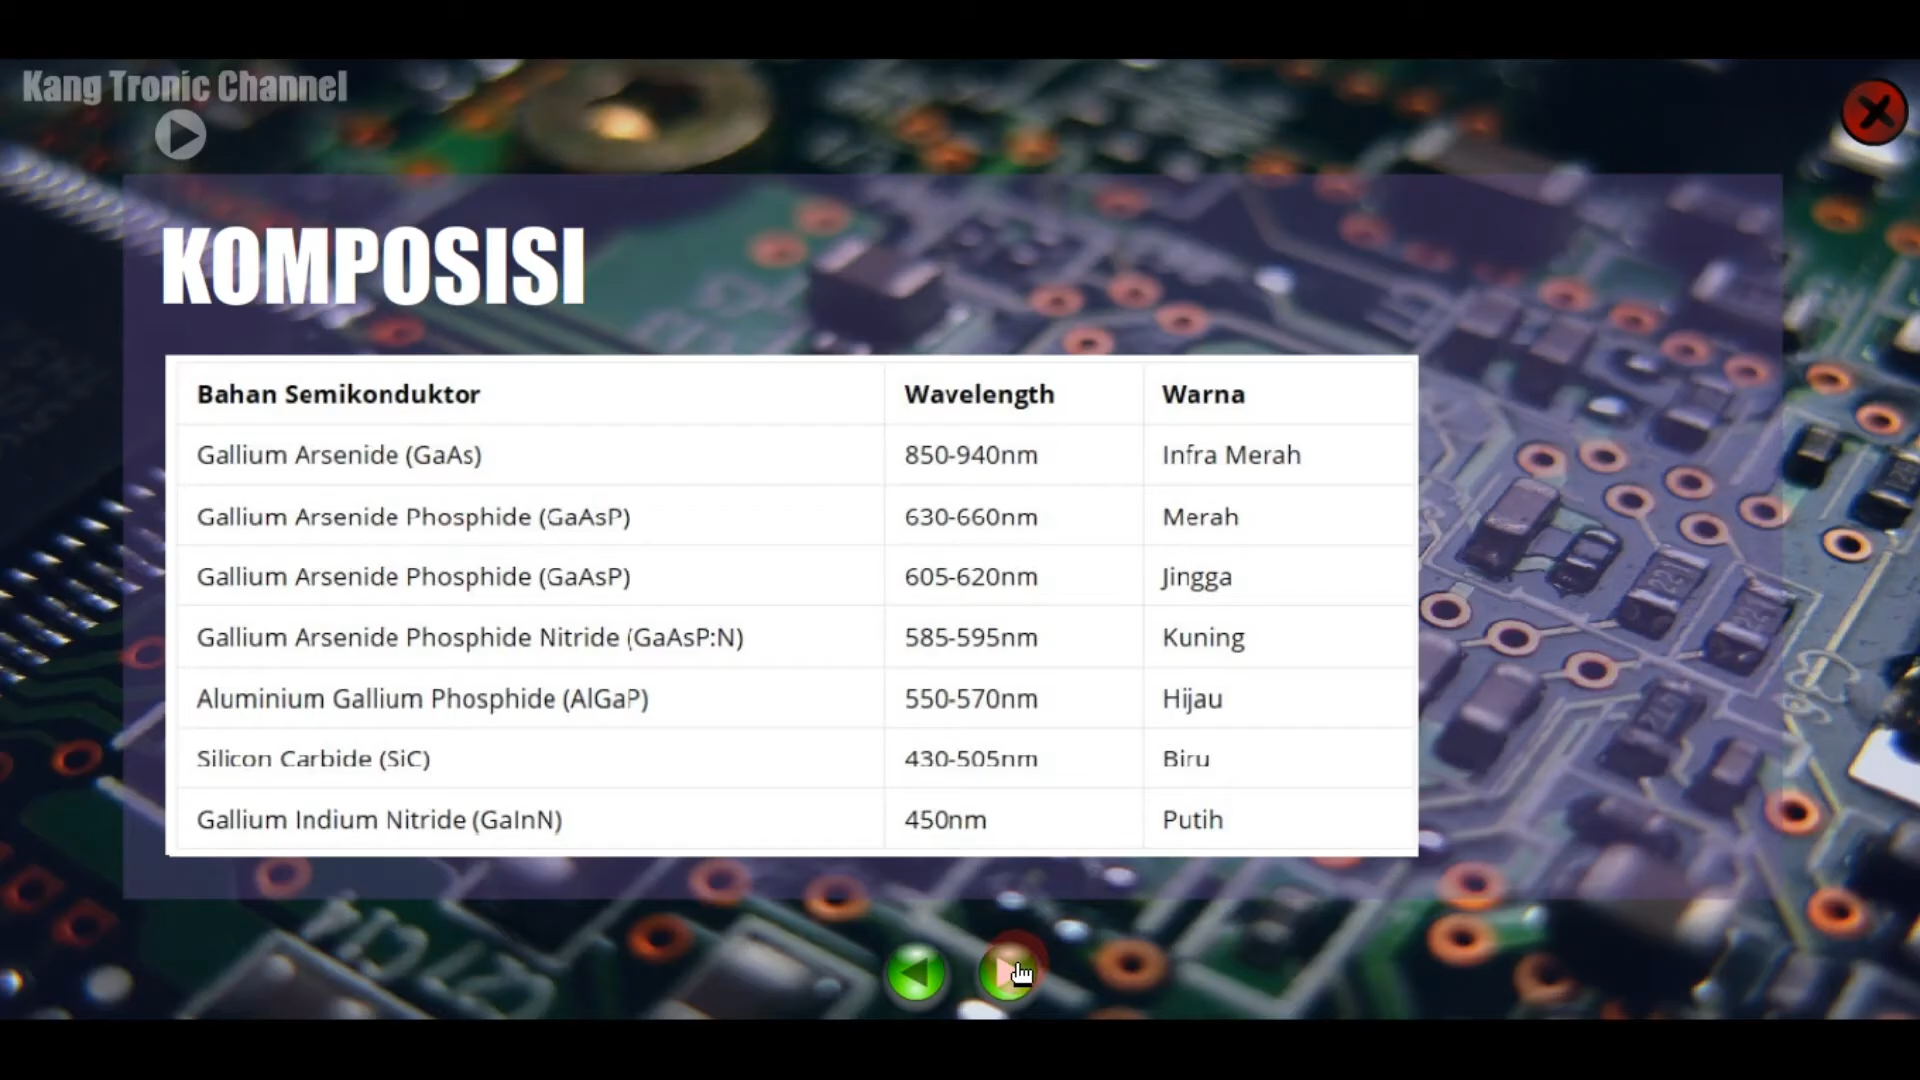 Kang Tronic Channel
KOMPOSISI
Bahan Semikonduktor Wavelength Warna
Gallium Arsenide (GaAs) 850-940nm Infra Merah
Gallium Arsenide Phosphide (GaAsP) 630-660nm Merah
Gallium Arsenide Phosphide (GaAsP) 605-620nm Jingga
Gallium Arsenide Phosphide Nitride (GaAsP:N) 585-595nm Kuning
Aluminium Gallium Phosphide (AlGaP) 550-570nm Hijau
Silicon Carbide (SiC) 430-505nm Biru
Gallium Indium Nitride (GaInN) 450nm Putih